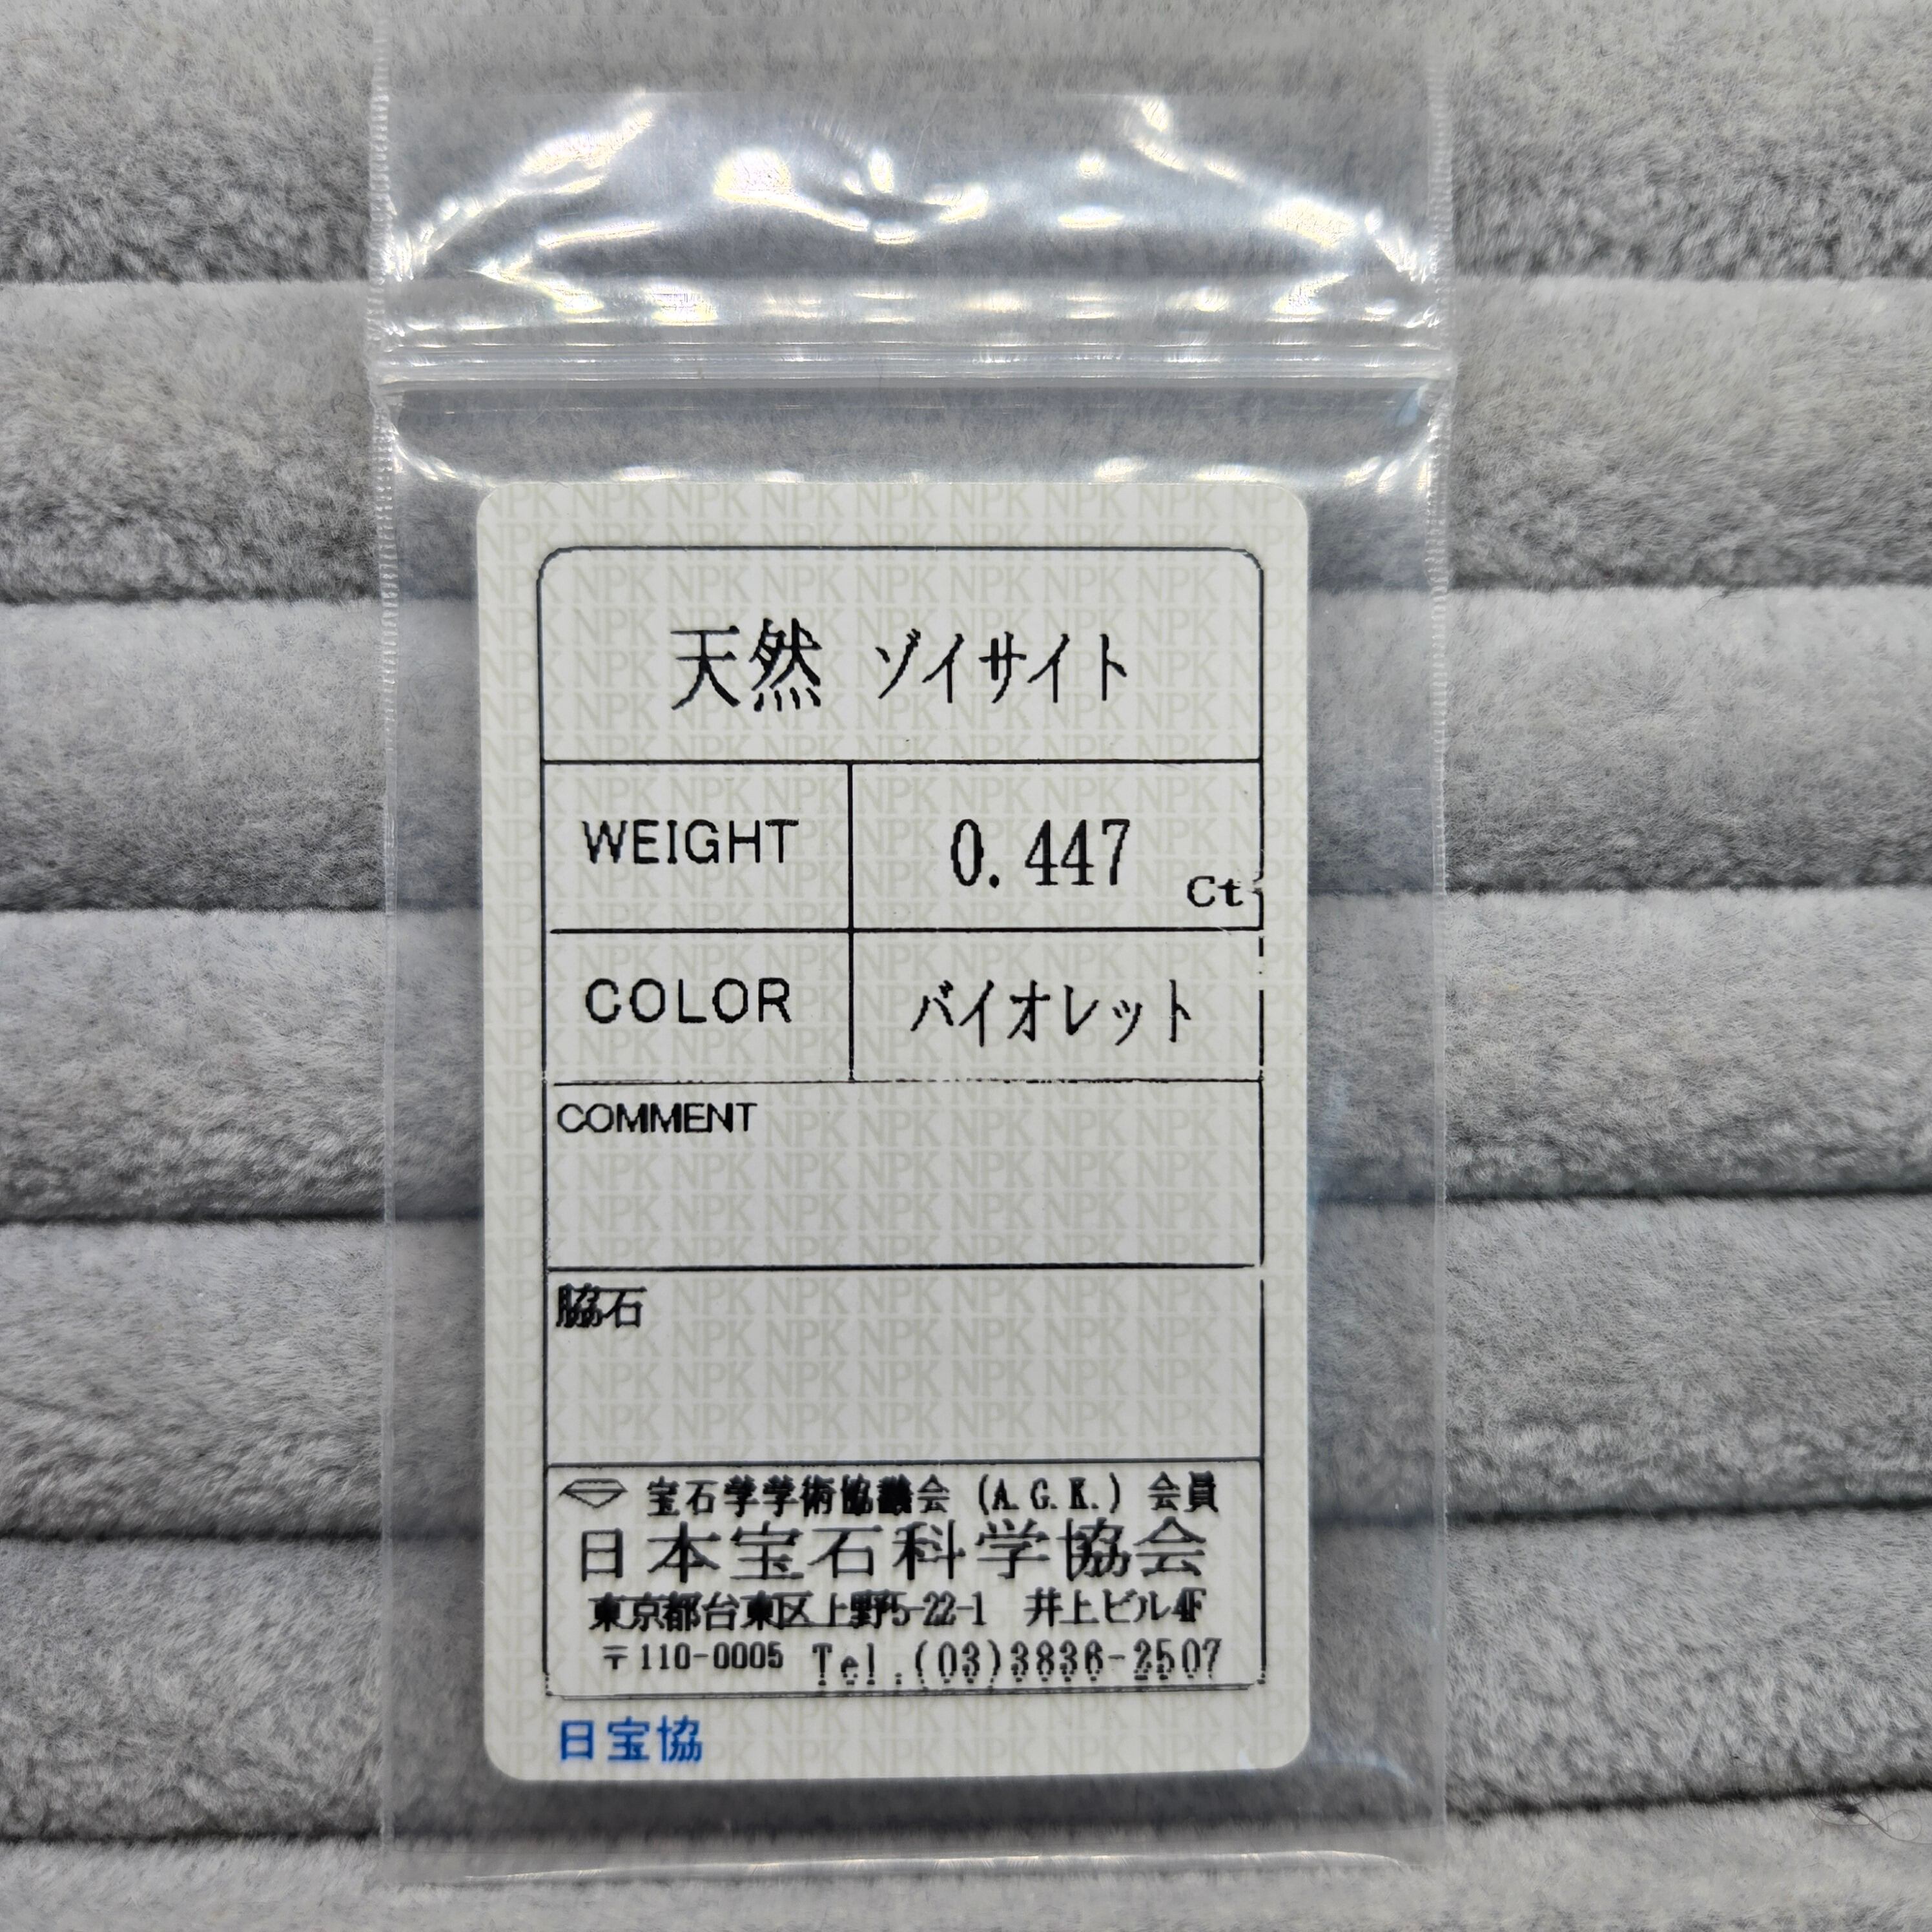 天然 ゾイサイト
WEIGHT 0.447 Ct
COLOR バイオレット
COMMENT
脇石
宝石学学術協議会 (A.G.K.) 会員
日本宝石科学協会
東京都台東区上野5-22-1 井上ビル4F
〒110-0005 Tel.(03)3836-2507
日宝協